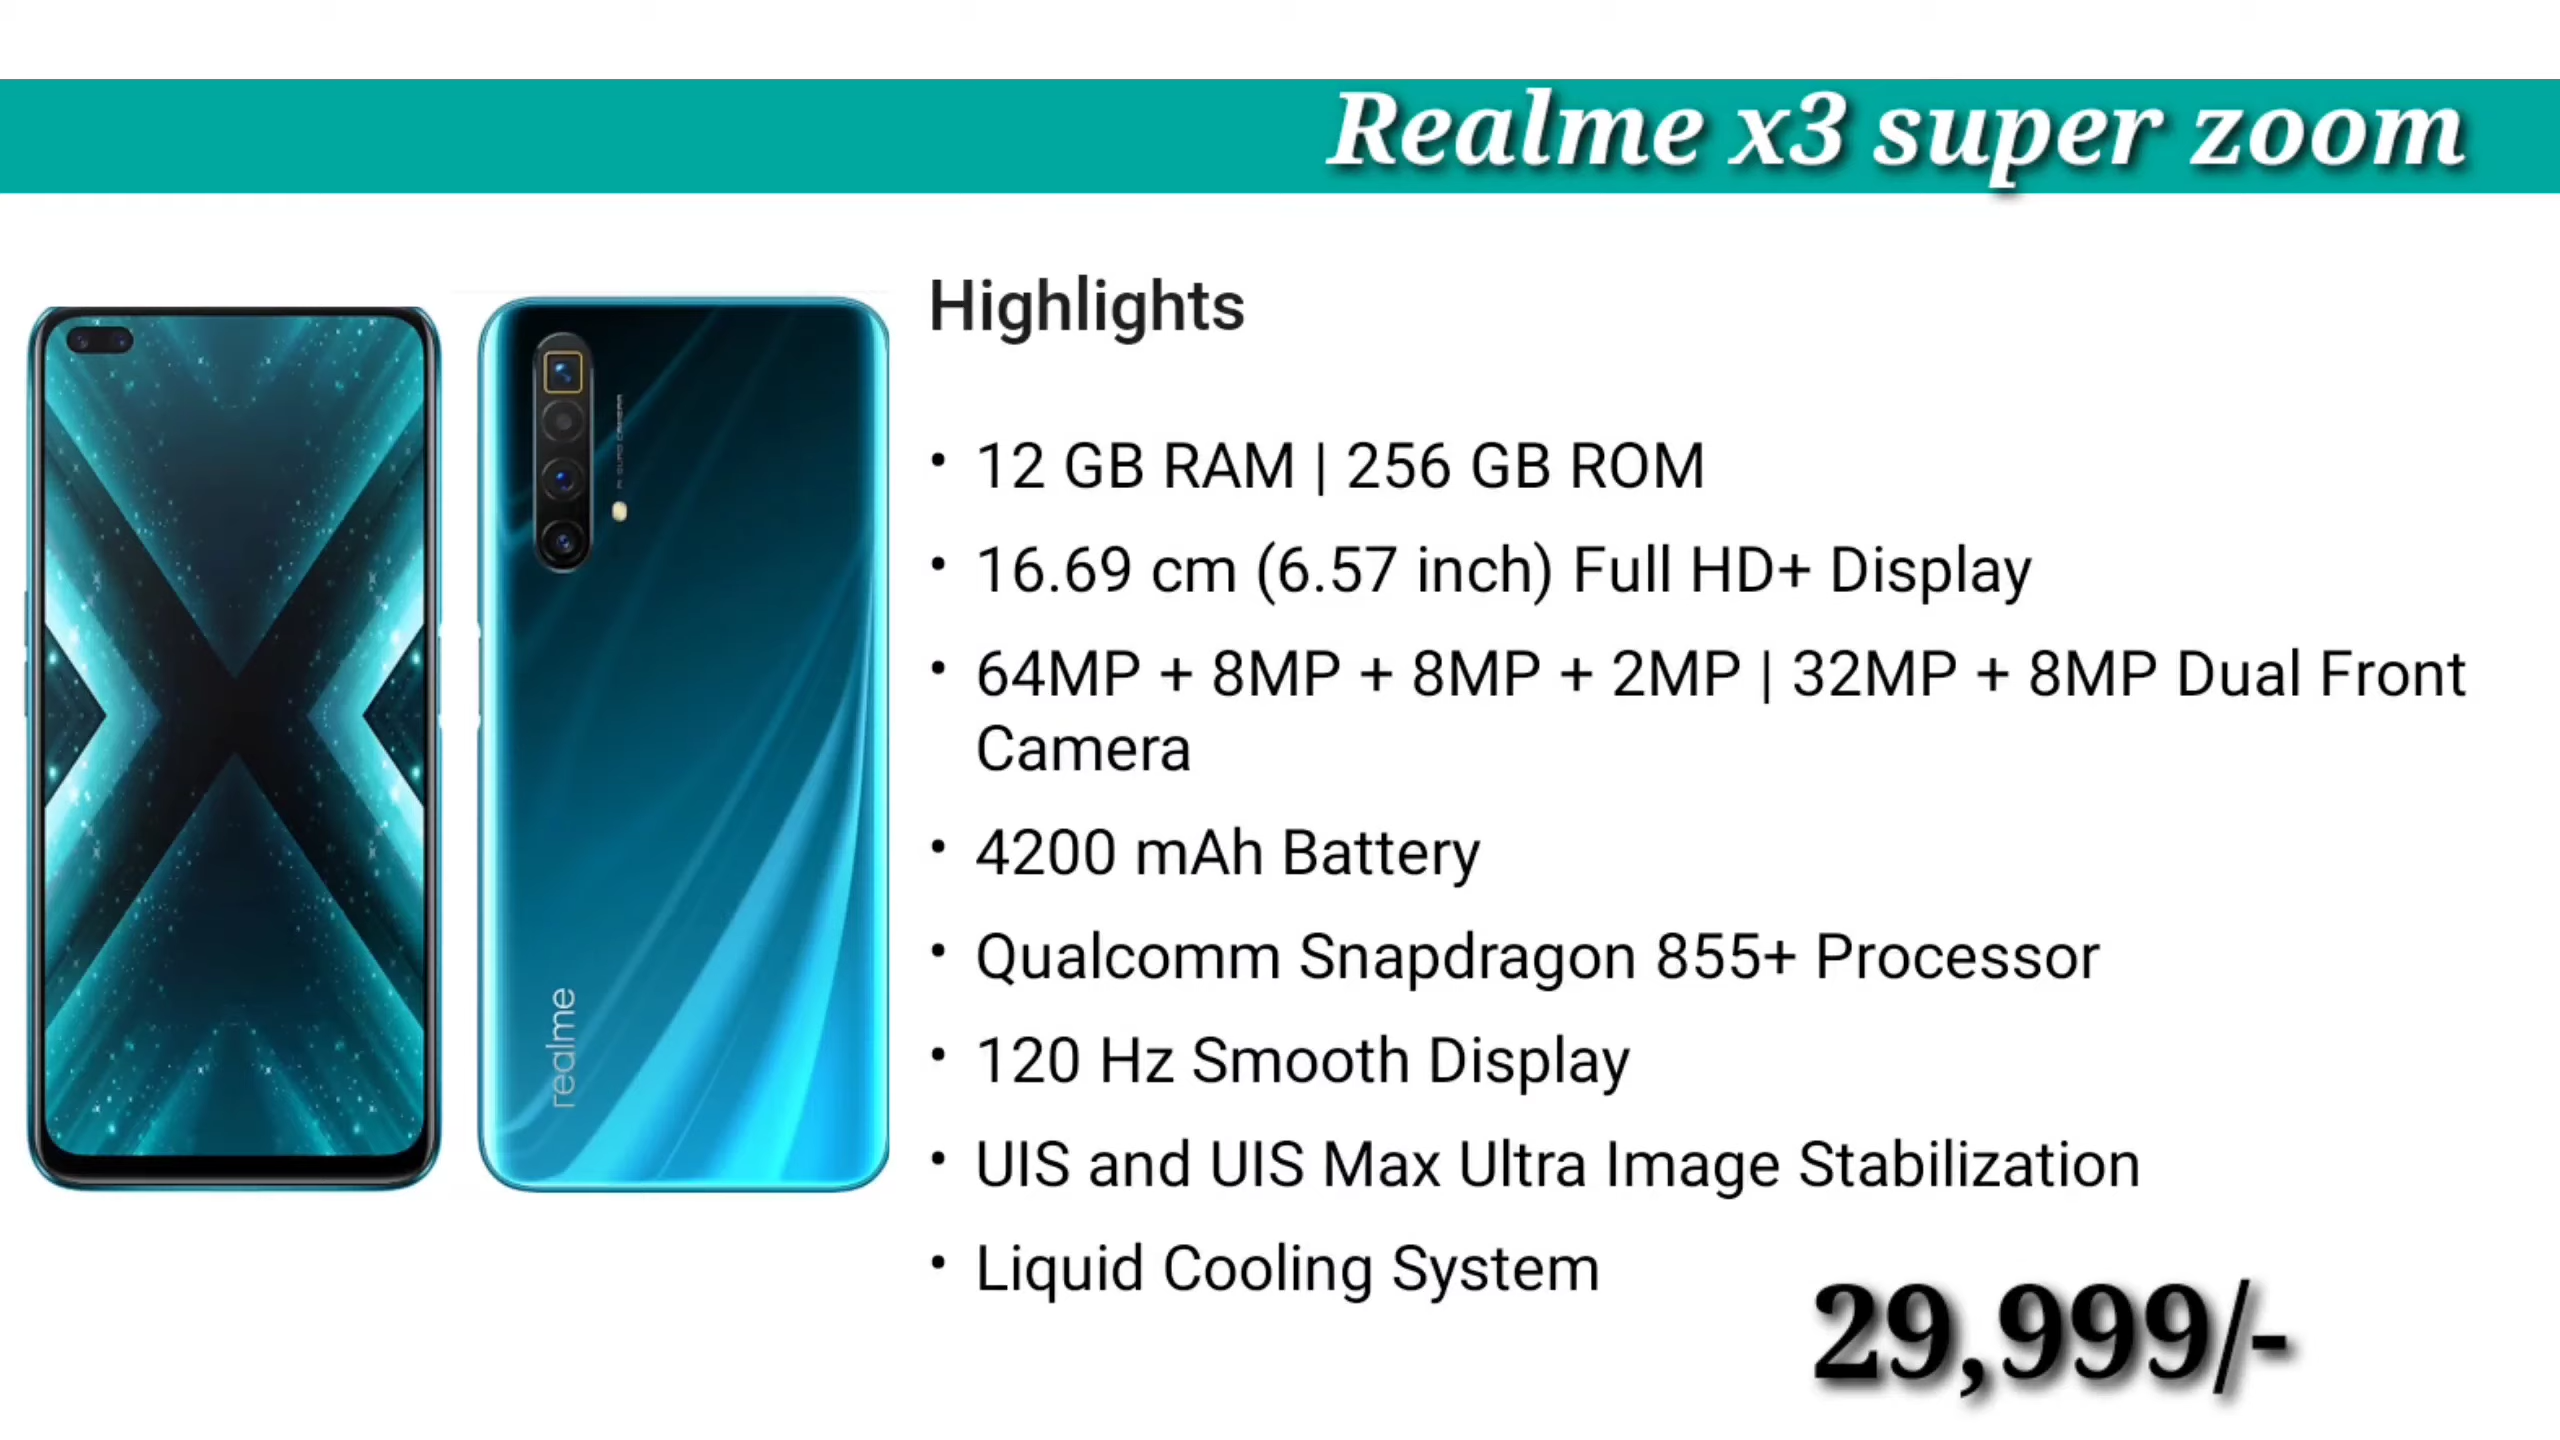 Realme x3 super zoom
Highlights
• 12 GB RAM | 256 GB ROM
• 16.69 cm (6.57 inch) Full HD+ Display
• 64MP + 8MP + 8MP + 2MP | 32MP + 8MP Dual Front
Camera
• 4200 mAh Battery
• Qualcomm Snapdragon 855+ Processor
• 120 Hz Smooth Display
• UIS and UIS Max Ultra Image Stabilization
• Liquid Cooling System
29,999/-
realme